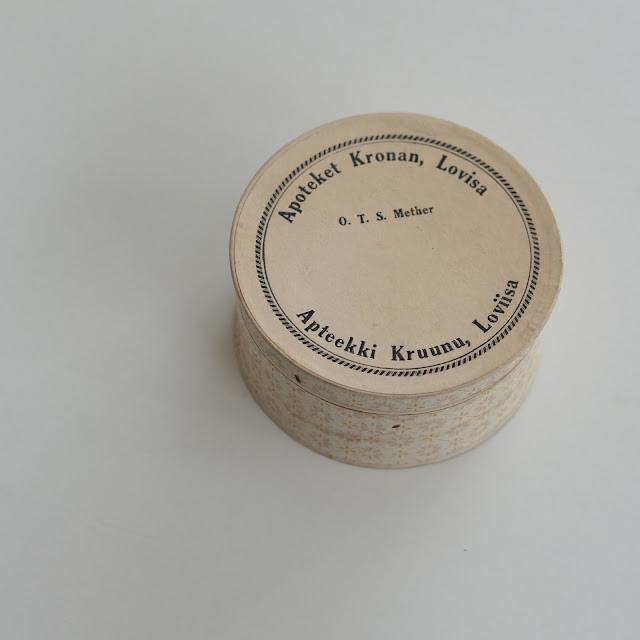 Apoteket Kronan, Lovisa
O. T. S. Mether
Apteekki Kruunu, Loviisa